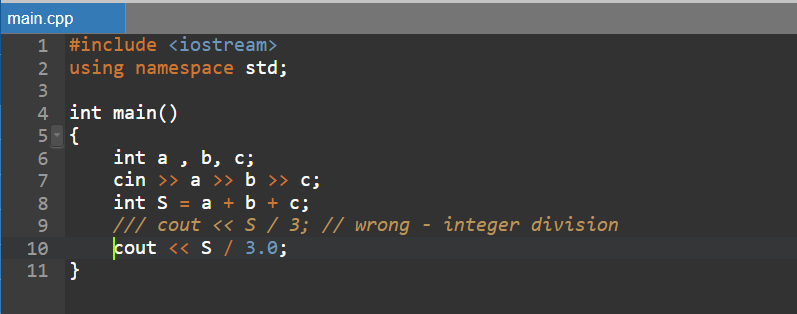 main.cpp
1 #include <iostream>
2 using namespace std;
3
4 int main()
5 {
6     int a , b, c;
7     cin >> a >> b >> c;
8     int S = a + b + c;
9     /// cout << S / 3; // wrong - integer division
10     cout << S / 3.0;
11 }